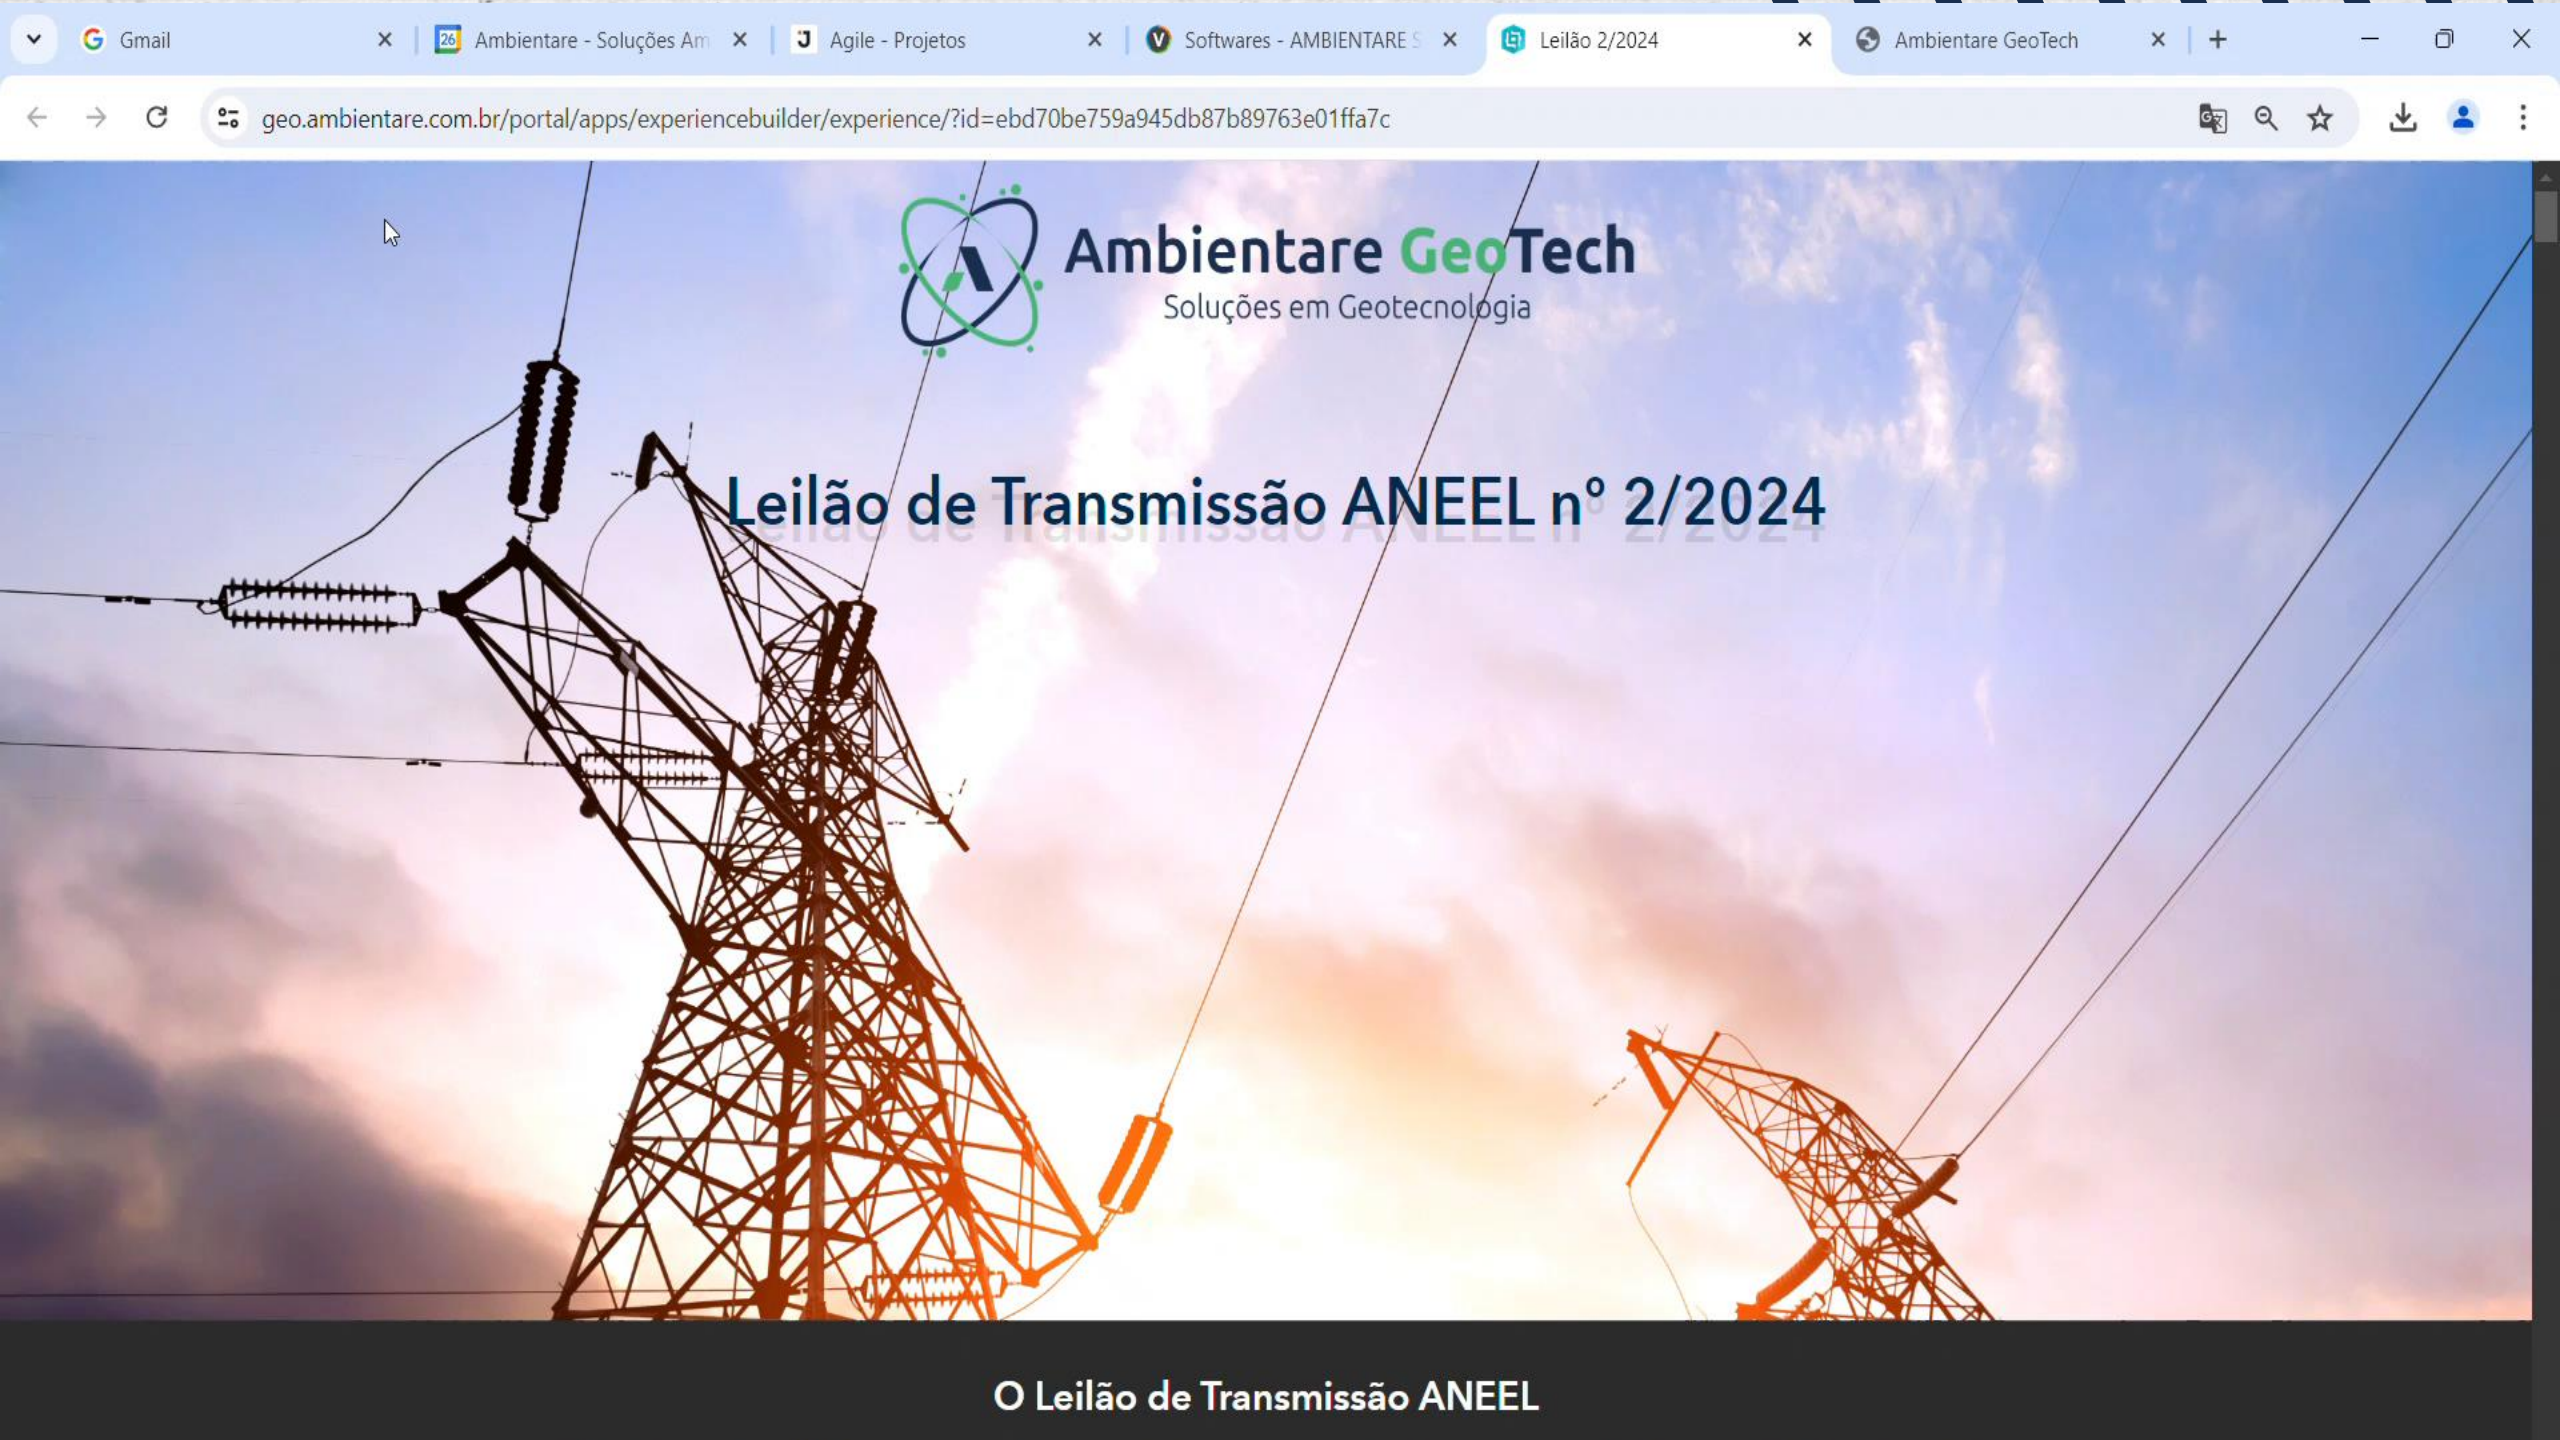 Gmail
26
Ambientare - Soluções Am
J
Agile - Projetos
V
Softwares - AMBIENTARE S
Leilão 2/2024
Ambientare GeoTech
geo.ambientare.com.br/portal/apps/experiencebuilder/experience/?id=ebd70be759a945db87b89763e01ffa7c
Ambientare GeoTech
Soluções em Geotecnologia
Leilão de Transmissão ANEEL nº 2/2024
O Leilão de Transmissão ANEEL